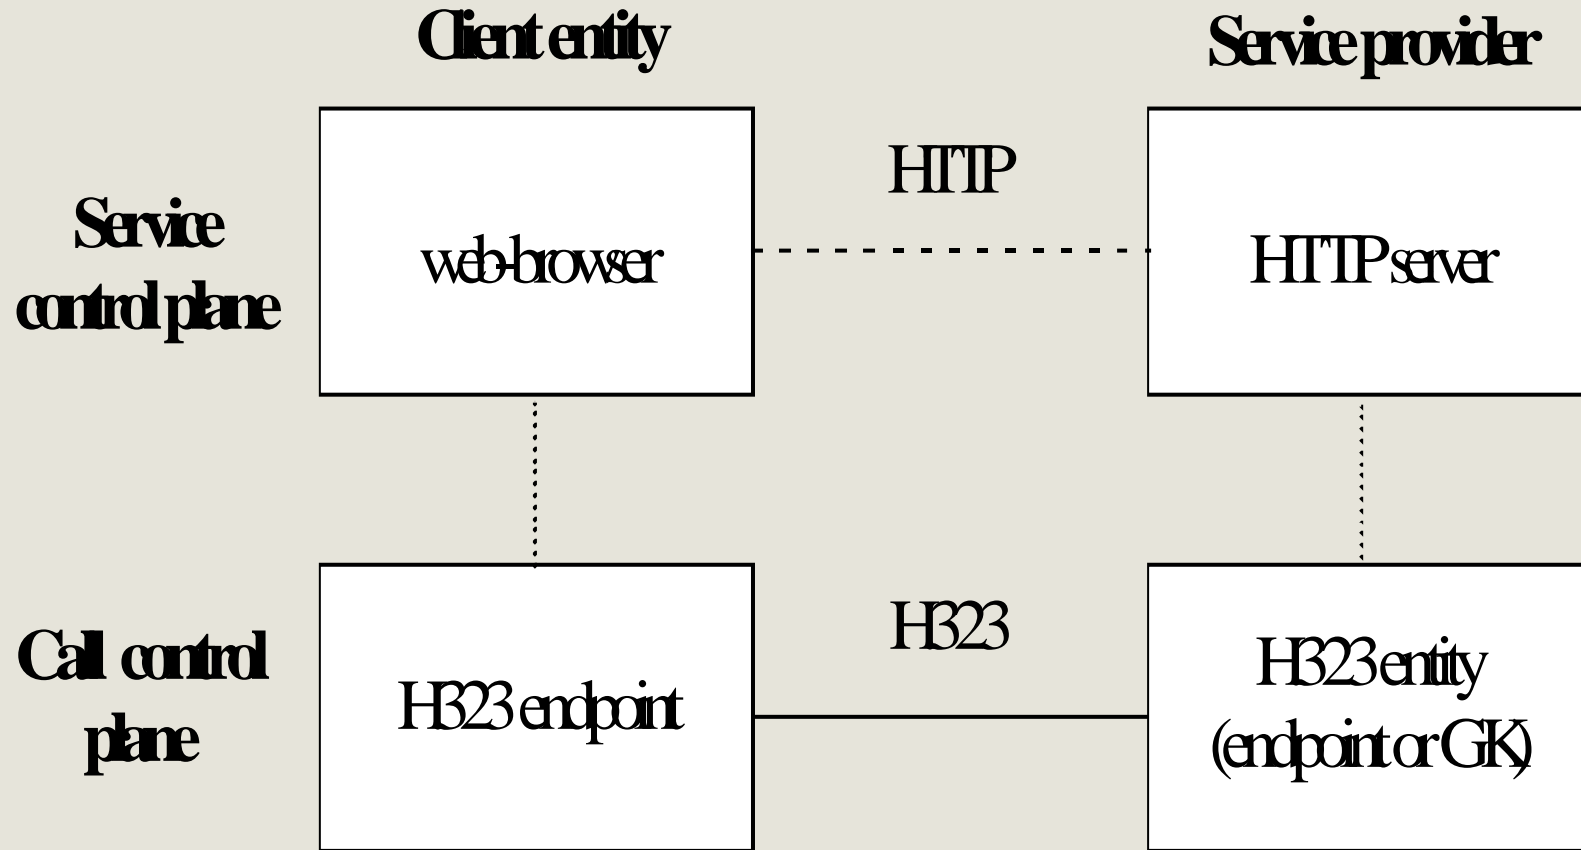 Client entity
Service provider
HTTP
Service
control plane
web-browser
HTTP server
H323
Call control
plane
H323 endpoint
H323 entity
(endpoint or GK)